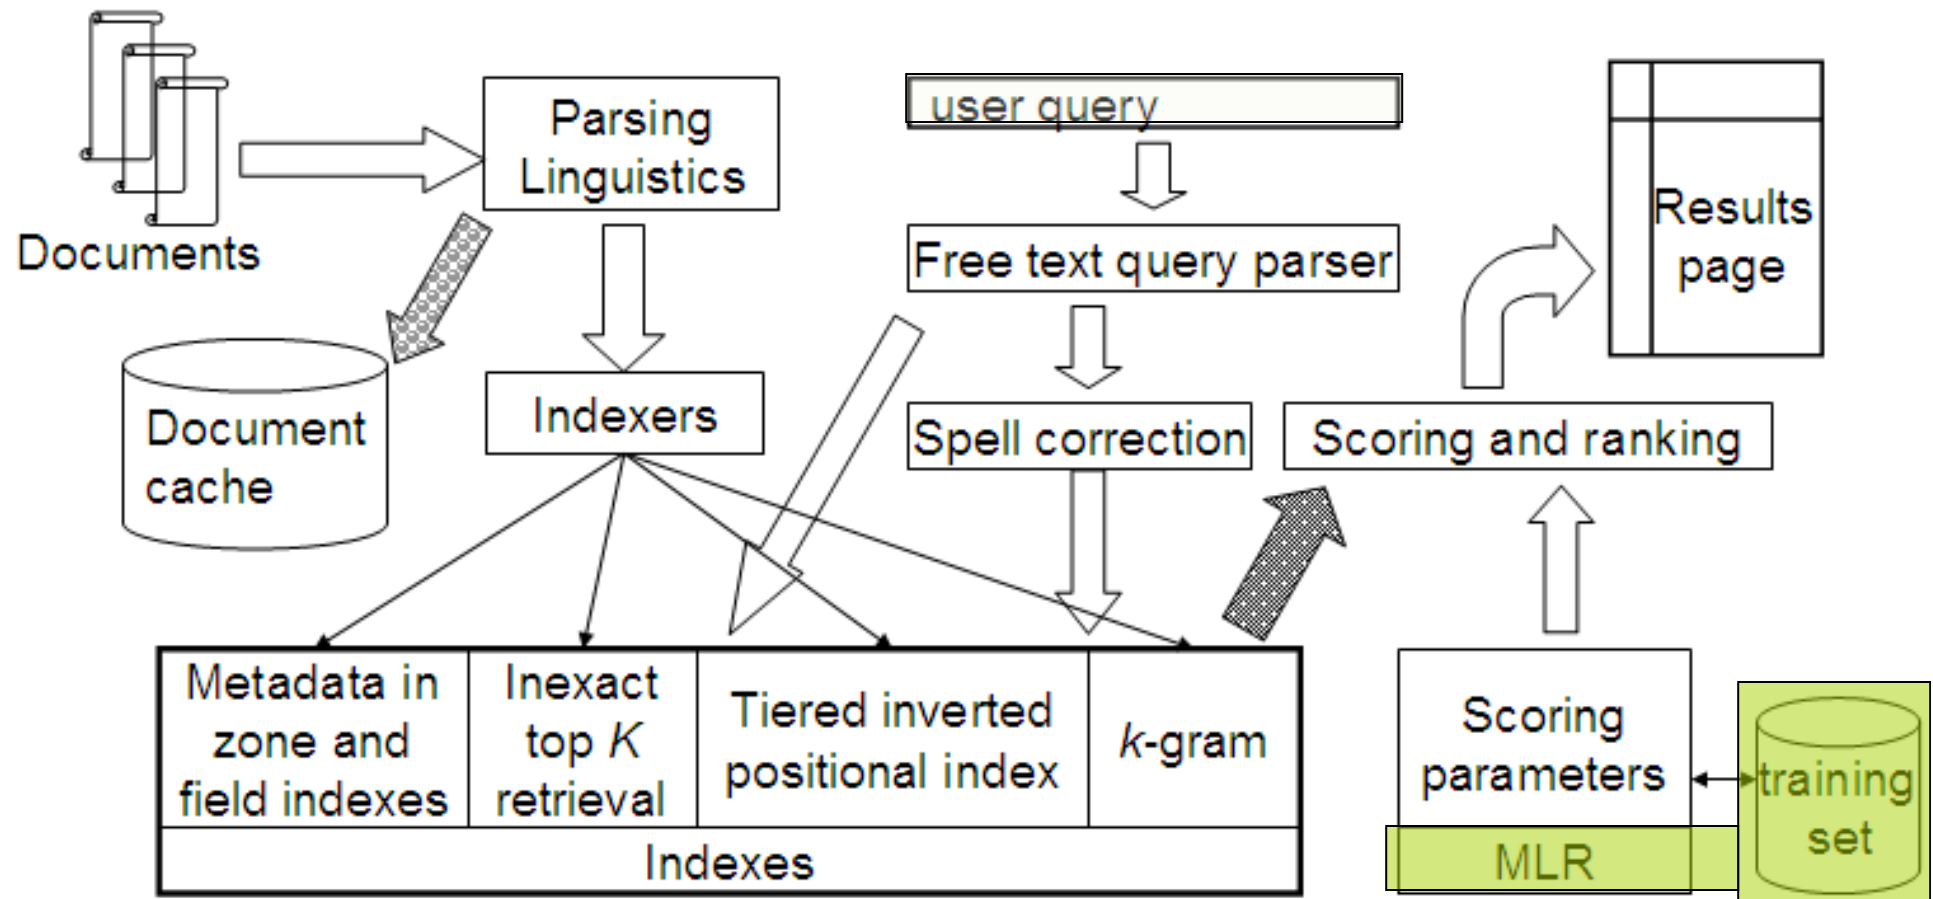 Documents
Parsing
Linguistics
user query
Free text query parser
Results
page
Document
cache
Indexers
Spell correction
Scoring and ranking
Metadata in
zone and
field indexes
Inexact
top K
retrieval
Tiered inverted
positional index
k-gram
Indexes
Scoring
parameters
MLR
training
set